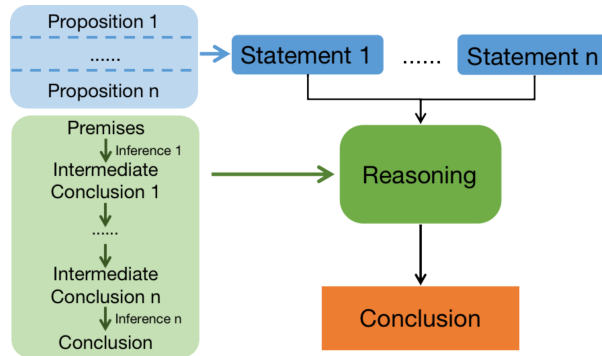 Proposition 1
......
Proposition n
Statement 1
......
Statement n
Premises
Inference 1
Intermediate
Conclusion 1
......
Intermediate
Conclusion n
Inference n
Conclusion
Reasoning
Conclusion